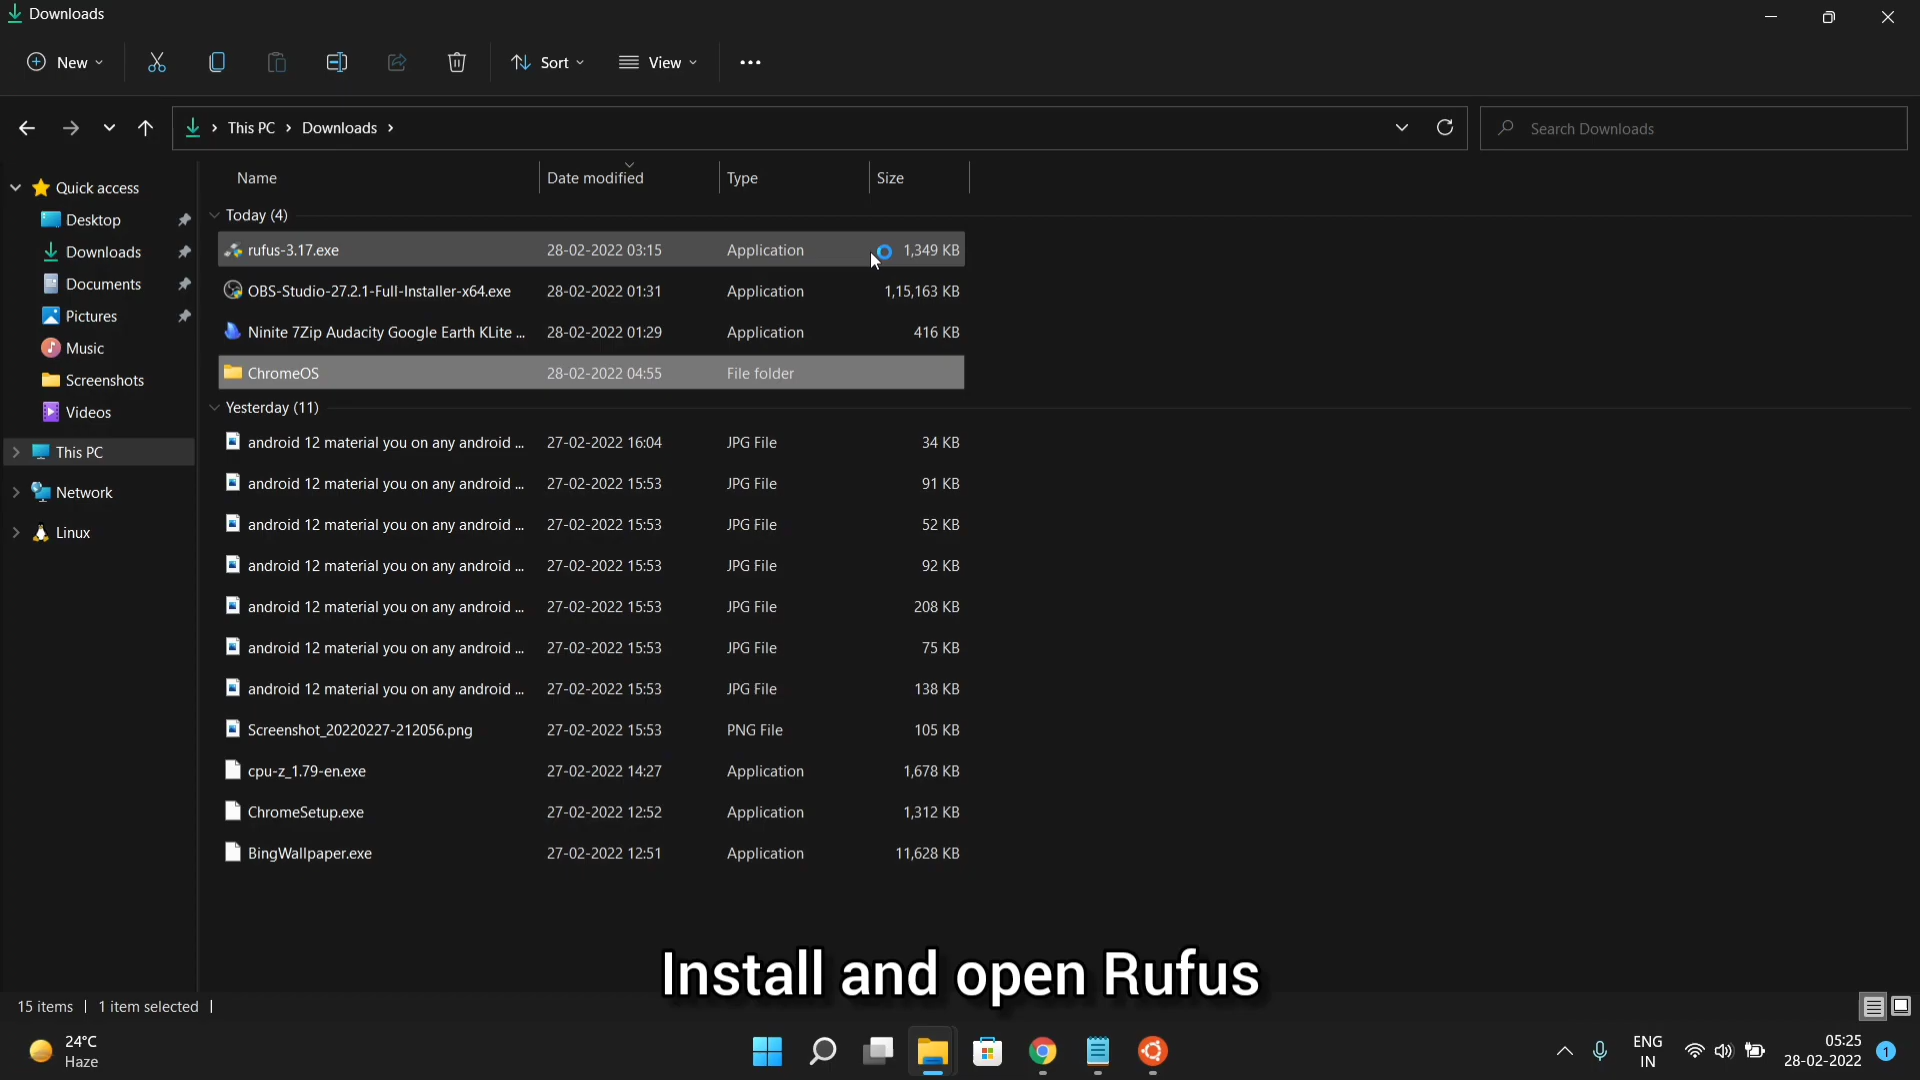 Downloads
New
Sort
View
This PC
Downloads
Search Downloads
Quick access
Desktop
Downloads
Documents
Pictures
Music
Screenshots
Videos
This PC
Network
Linux
Name Date modified Type Size
Today (4)
rufus-3.17.exe 28-02-2022 03:15 Application 1,349 KB
OBS-Studio-27.2.1-Full-Installer-x64.exe 28-02-2022 01:31 Application 1,15,163 KB
Ninite 7Zip Audacity Google Earth KLite ... 28-02-2022 01:29 Application 416 KB
ChromeOS 28-02-2022 04:55 File folder
Yesterday (11)
android 12 material you on any android ... 27-02-2022 16:04 JPG File 34 KB
android 12 material you on any android ... 27-02-2022 15:53 JPG File 91 KB
android 12 material you on any android ... 27-02-2022 15:53 JPG File 52 KB
android 12 material you on any android ... 27-02-2022 15:53 JPG File 92 KB
android 12 material you on any android ... 27-02-2022 15:53 JPG File 208 KB
android 12 material you on any android ... 27-02-2022 15:53 JPG File 75 KB
android 12 material you on any android ... 27-02-2022 15:53 JPG File 138 KB
Screenshot_20220227-212056.png 27-02-2022 15:53 PNG File 105 KB
cpu-z_1.79-en.exe 27-02-2022 14:27 Application 1,678 KB
ChromeSetup.exe 27-02-2022 12:52 Application 1,312 KB
BingWallpaper.exe 27-02-2022 12:51 Application 11,628 KB
Install and open Rufus
15 items 1 item selected
24°C
Haze
ENG
IN
05:25
28-02-2022
1